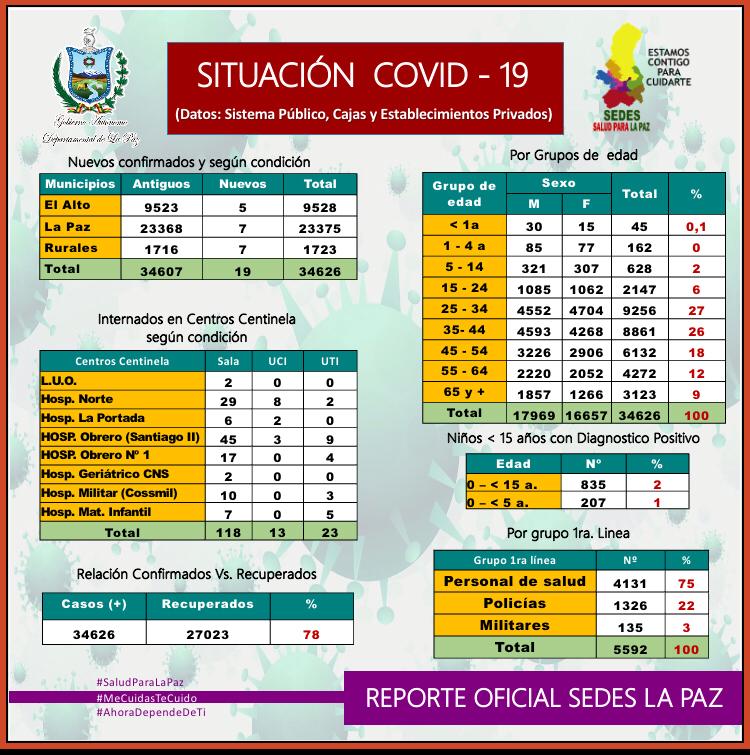 Gobierno Autónomo
Departamental de La Paz
SITUACIÓN COVID - 19
(Datos: Sistema Público, Cajas y Establecimientos Privados)
ESTAMOS
CONTIGO
PARA
CUIDARTE
SEDES
SALUD PARA LA PAZ
Nuevos confirmados y según condición
Municipios Antiguos Nuevos Total
El Alto 9523 5 9528
La Paz 23368 7 23375
Rurales 1716 7 1723
Total 34607 19 34626
Internados en Centros Centinela
según condición
Centros Centinela Sala UCI UTI
L.U.O. 2 0 0
Hosp. Norte 29 8 2
Hosp. La Portada 6 2 0
HOSP. Obrero (Santiago II) 45 3 9
HOSP. Obrero Nº 1 17 0 4
Hosp. Geriátrico CNS 2 0 0
Hosp. Militar (Cossmil) 10 0 3
Hosp. Mat. Infantil 7 0 5
Total 118 13 23
Relación Confirmados Vs. Recuperados
Casos (+) Recuperados %
34626 27023 78
Por Grupos de edad
Grupo de edad Sexo Total %
M F
< 1a 30 15 45 0,1
1 - 4 a 85 77 162 0
5 - 14 321 307 628 2
15 - 24 1085 1062 2147 6
25 - 34 4552 4704 9256 27
35- 44 4593 4268 8861 26
45 - 54 3226 2906 6132 18
55 - 64 2220 2052 4272 12
65 y + 1857 1266 3123 9
Total 17969 16657 34626 100
Niños < 15 años con Diagnostico Positivo
Edad Nº %
0 – < 15 a. 835 2
0 – < 5 a. 207 1
Por grupo 1ra. Linea
Grupo 1ra línea Nº %
Personal de salud 4131 75
Policías 1326 22
Militares 135 3
Total 5592 100
#SaludParaLaPaz
#MeCuidasTeCuido
#AhoraDependeDeTi
REPORTE OFICIAL SEDES LA PAZ